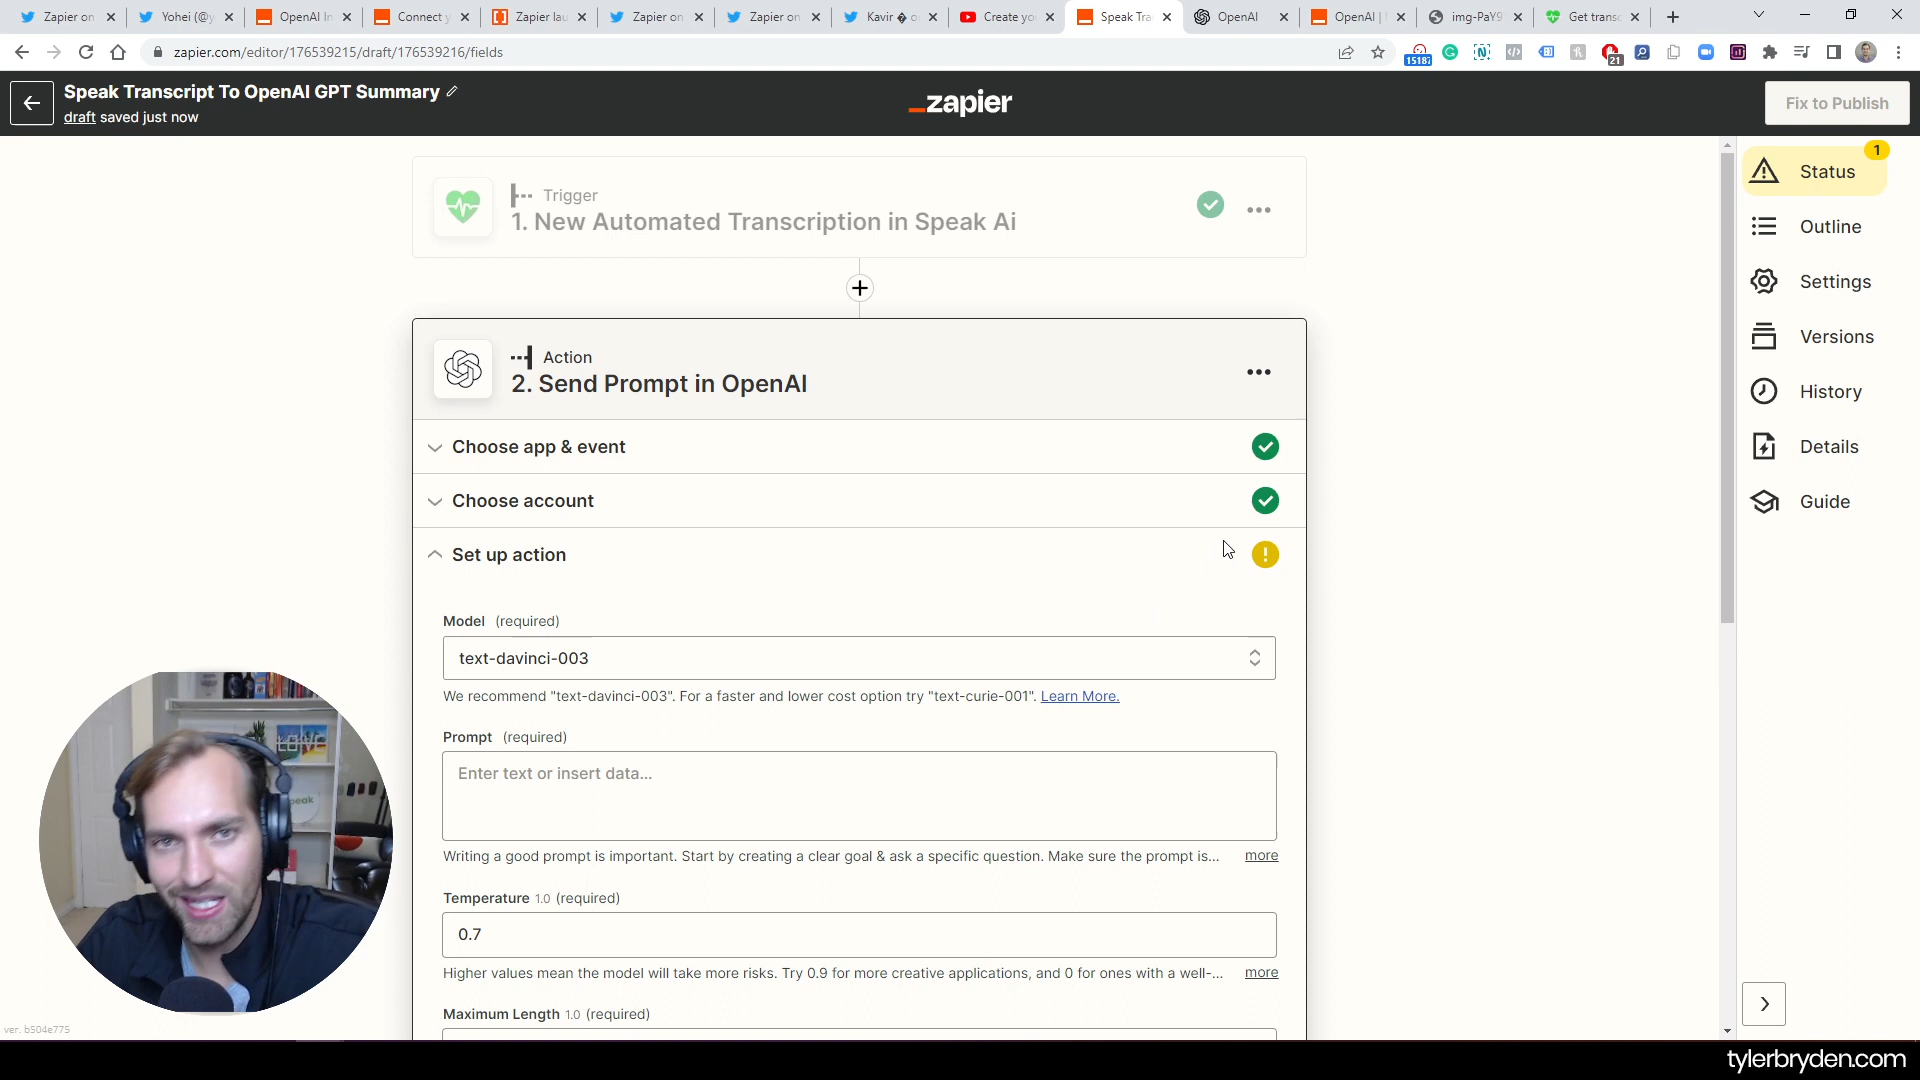 Zapier on
Yohei (@y
OpenAI In
Connect y
Zapier lau
Zapier on
Zapier on
Kavir � o
Create yo
Speak Tra
OpenAI
OpenAI | 
img-PaY9
Get trans
zapier.com/editor/176539215/draft/176539216/fields
15187
21
Speak Transcript To OpenAI GPT Summary
draft saved just now
_zapier
Fix to Publish
Trigger
1. New Automated Transcription in Speak Ai
Action
2. Send Prompt in OpenAI
Choose app & event
Choose account
Set up action
Model (required)
text-davinci-003
We recommend "text-davinci-003". For a faster and lower cost option try "text-curie-001". Learn More.
Prompt (required)
Enter text or insert data...
Writing a good prompt is important. Start by creating a clear goal & ask a specific question. Make sure the prompt is... more
Temperature 1.0 (required)
0.7
Higher values mean the model will take more risks. Try 0.9 for more creative applications, and 0 for ones with a well-... more
Maximum Length 1.0 (required)
1
Status
Outline
Settings
Versions
History
Details
Guide
LOVE
peak
ver. b504e775
tylerbryden.com